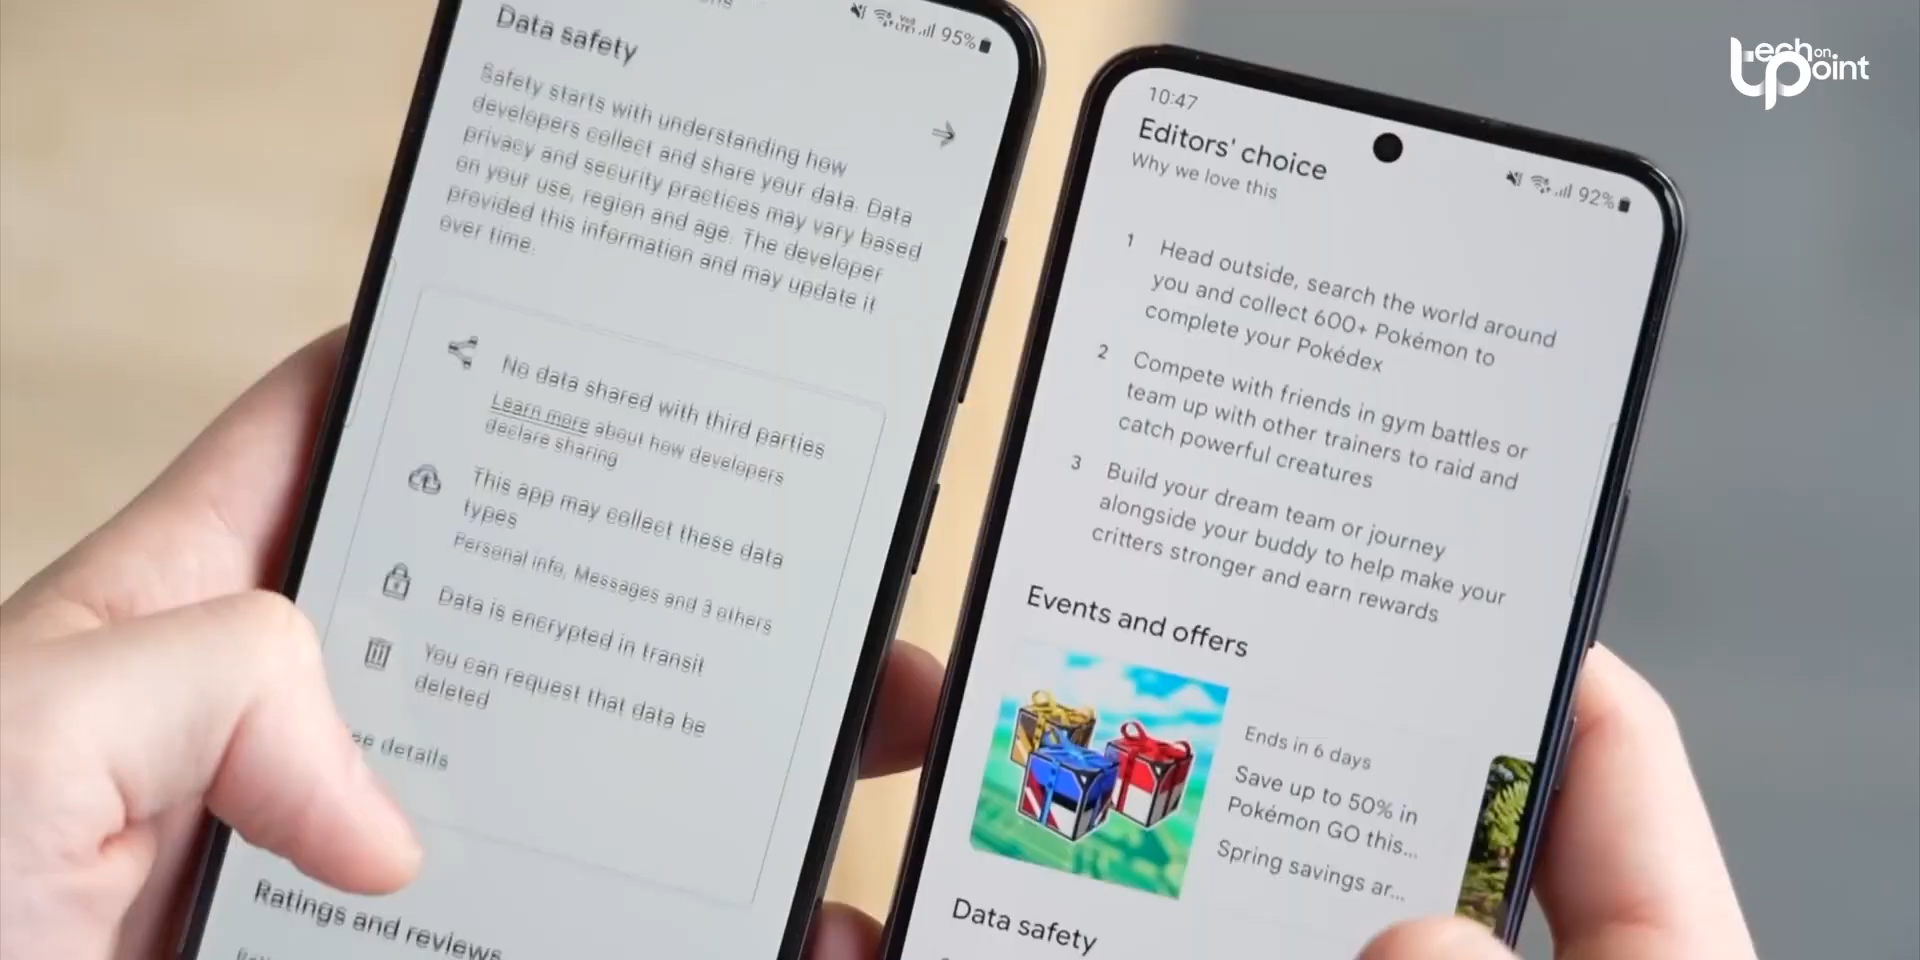 95%
Data safety
Safety starts with understanding how
developers collect and share your data. Data
privacy and security practices may vary based
on your use, region and age. The developer
provided this information and may update it
over time.
No data shared with third parties
Learn more about how developers
declare sharing
This app may collect these data
types
Personal info, Messages and 3 others
Data is encrypted in transit
You can request that data be
deleted
details
Ratings and reviews
10:47
92%
Editors' choice
Why we love this
1 Head outside, search the world around
you and collect 600+ Pokémon to
complete your Pokédex
2 Compete with friends in gym battles or
team up with other trainers to raid and
catch powerful creatures
3 Build your dream team or journey
alongside your buddy to help make your
critters stronger and earn rewards
Events and offers
Ends in 6 days
Save up to 50% in
Pokémon GO this...
Spring savings ar...
Data safety
Tech on
Point